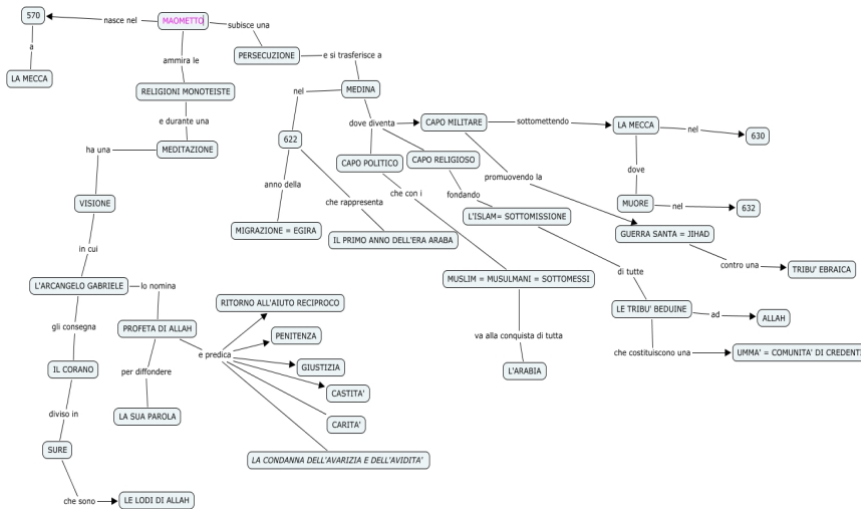 570
nasce nel
MAOMETTO
subisce una
a
LA MECCA
ammira le
PERSECUZIONE
e si trasferisce a
RELIGIONI MONOTEISTE
nel
MEDINA
e durante una
dove diventa
CAPO MILITARE
sottomettendo
LA MECCA
nel
630
ha una
MEDITAZIONE
622
CAPO POLITICO
CAPO RELIGIOSO
promuovendo la
dove
anno della
che con i
fondando
VISIONE
che rappresenta
MUORE
nel
632
L'ISLAM= SOTTOMISSIONE
MIGRAZIONE = EGIRA
IL PRIMO ANNO DELL'ERA ARABA
GUERRA SANTA = JIHAD
in cui
contro una
TRIBU' EBRAICA
di tutte
L'ARCANGELO GABRIELE
lo nomina
MUSLIM = MUSULMANI = SOTTOMESSI
RITORNO ALL'AIUTO RECIPROCO
LE TRIBU' BEDUINE
ad
ALLAH
gli consegna
PROFETA DI ALLAH
PENITENZA
va alla conquista di tutta
e predica
che costituiscono una
UMMA' = COMUNITA' DI CREDENTI
IL CORANO
per diffondere
GIUSTIZIA
L'ARABIA
CASTITA'
diviso in
LA SUA PAROLA
CARITA'
SURE
LA CONDANNA DELL'AVARIZIA E DELL'AVIDITA'
che sono
LE LODI DI ALLAH